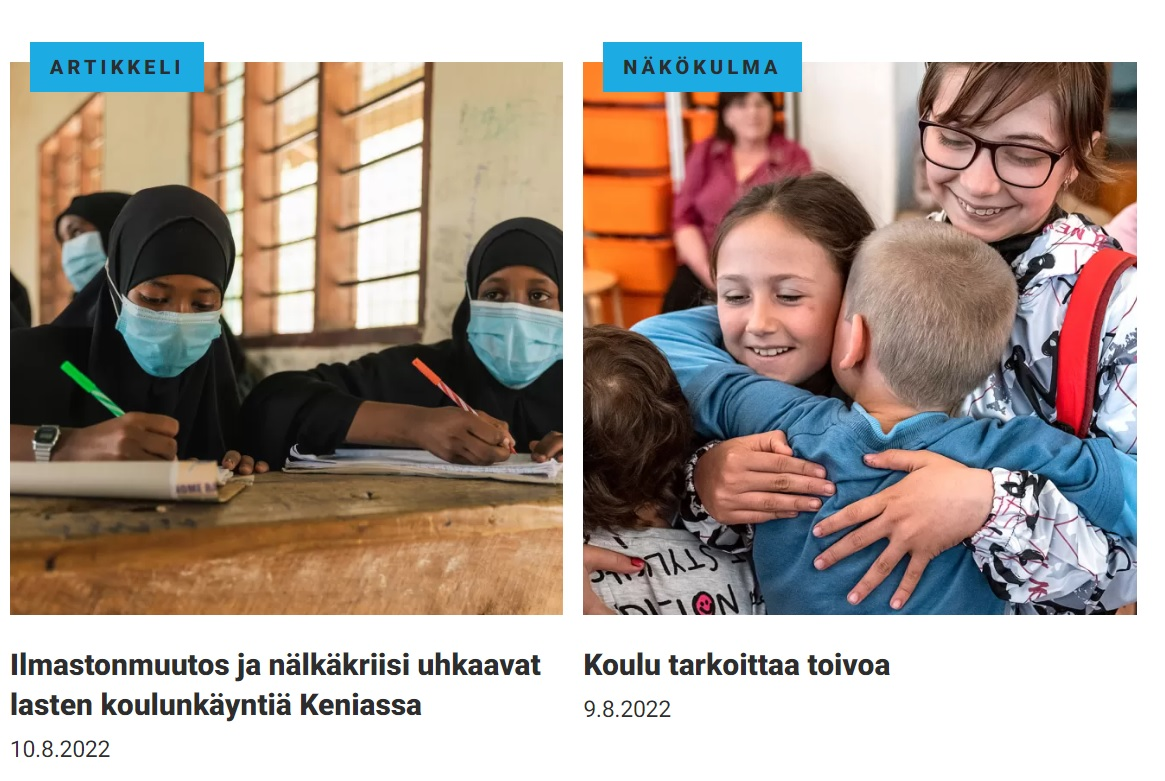 ARTIKKELI
Ilmastonmuutos ja nälkäkriisi uhkaavat
lasten koulunkäyntiä Keniassa
10.8.2022
NÄKÖKULMA
Koulu tarkoittaa toivoa
9.8.2022